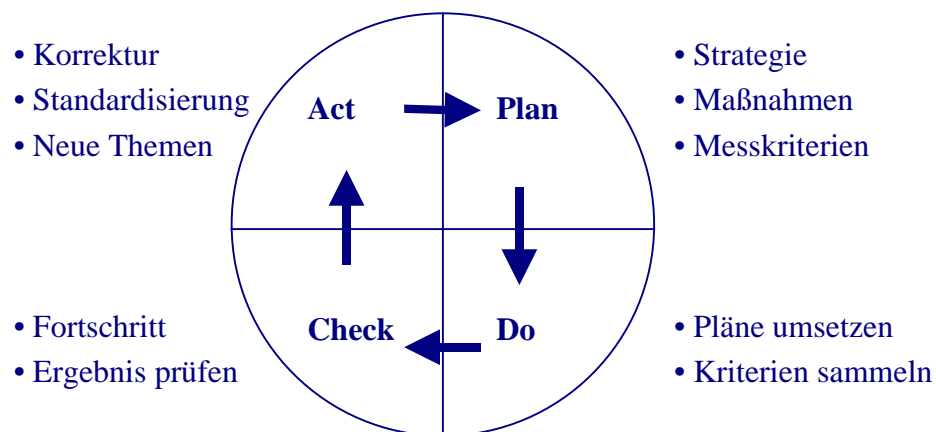 • Korrektur
• Standardisierung
• Neue Themen
Act
Plan
• Strategie
• Maßnahmen
• Messkriterien
• Fortschritt
• Ergebnis prüfen
Check
Do
• Pläne umsetzen
• Kriterien sammeln